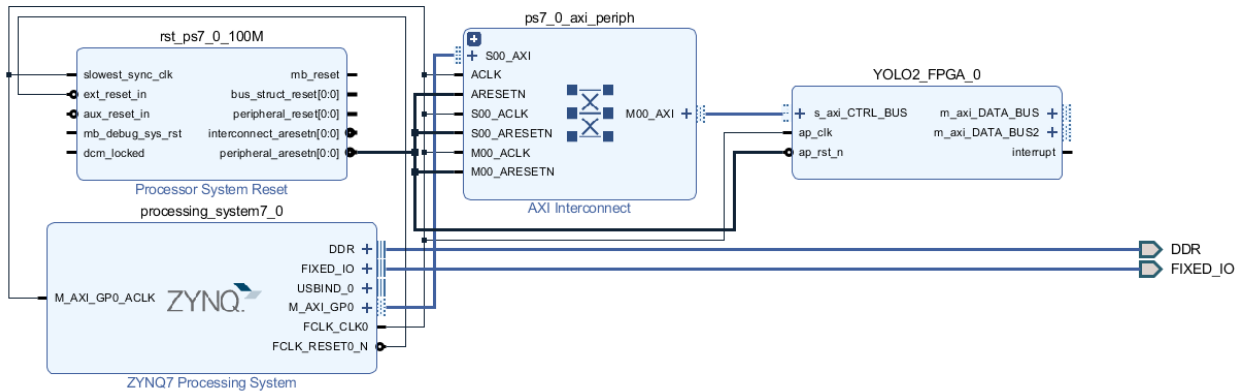 rst_ps7_0_100M
slowest_sync_clk
mb_reset
ext_reset_in
bus_struct_reset[0:0]
aux_reset_in
peripheral_reset[0:0]
mb_debug_sys_rst
interconnect_aresetn[0:0]
dcm_locked
peripheral_aresetn[0:0]
Processor System Reset
ps7_0_axi_periph
S00_AXI
ACLK
ARESETN
S00_ACLK
M00_AXI
S00_ARESETN
M00_ACLK
M00_ARESETN
AXI Interconnect
YOLO2_FPGA_0
s_axi_CTRL_BUS
m_axi_DATA_BUS
ap_clk
m_axi_DATA_BUS2
ap_rst_n
interrupt
processing_system7_0
DDR
FIXED_IO
USBIND_0
M_AXI_GP0_ACLK
ZYNQ
M_AXI_GP0
FCLK_CLK0
FCLK_RESET0_N
ZYNQ7 Processing System
DDR
FIXED_IO